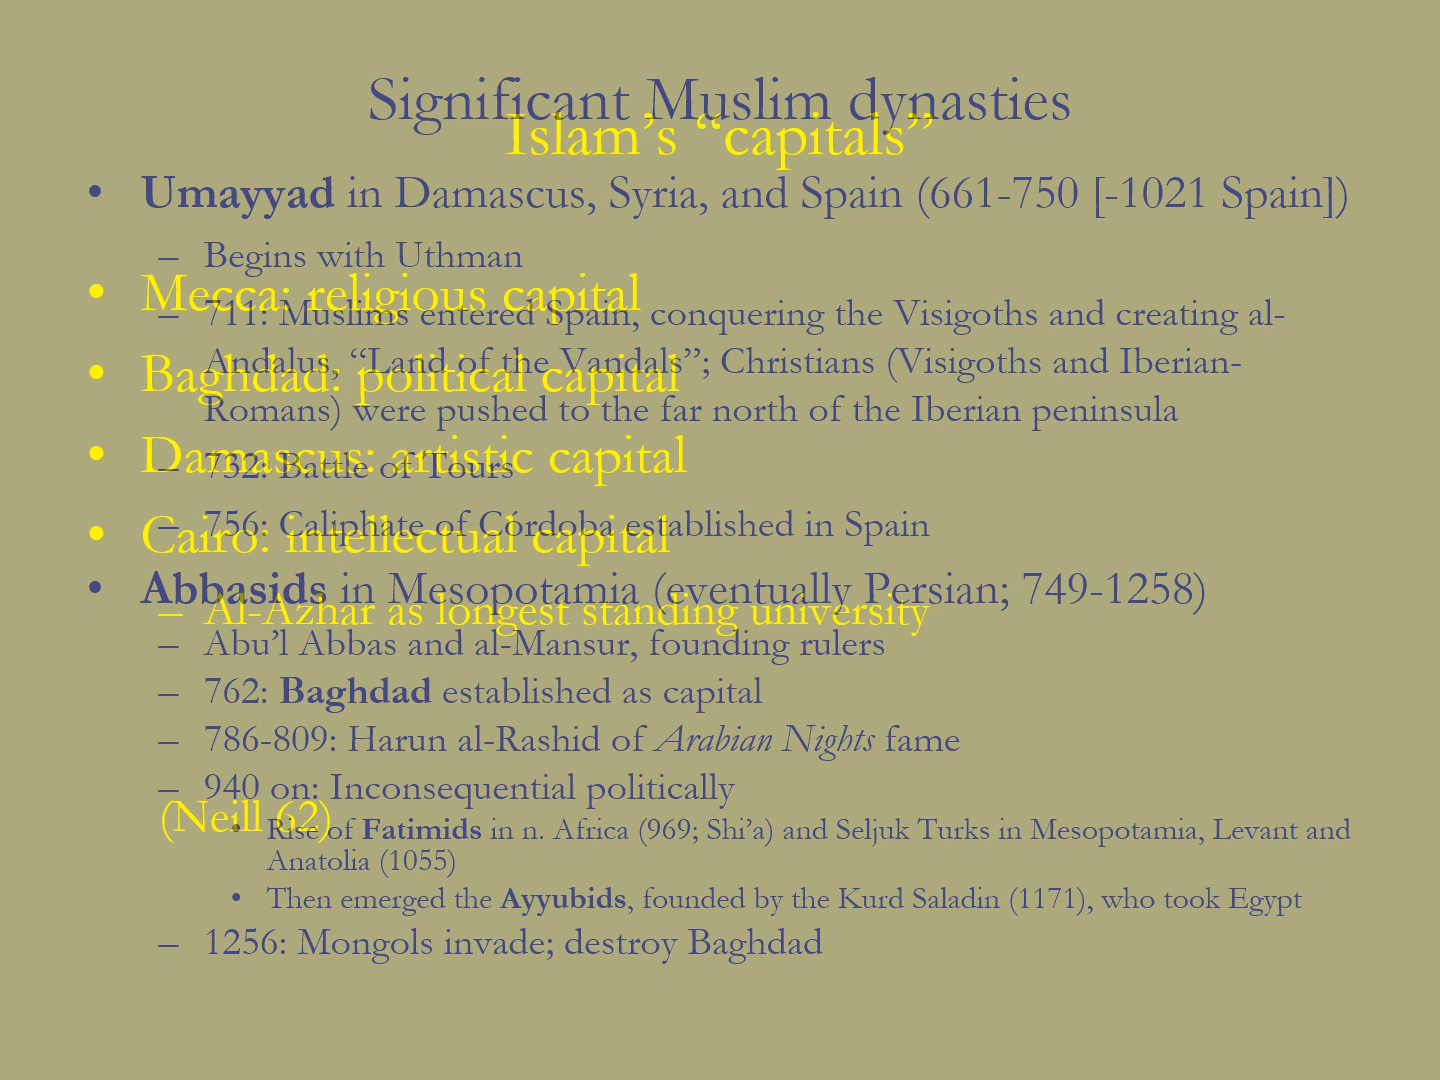 Significant Muslim dynasties
Islam’s “capitals”
• Umayyad in Damascus, Syria, and Spain (661-750 [-1021 Spain])
– Begins with Uthman
• Mecca: religious capital
– 711: Muslims entered Spain, conquering the Visigoths and creating al-
Andalus, “Land of the Vandals”; Christians (Visigoths and Iberian-
• Baghdad: political capital
Romans) were pushed to the far north of the Iberian peninsula
• Damascus: artistic capital
– 732: Battle of Tours
– 756: Caliphate of Córdoba established in Spain
• Cairo: intellectual capital
• Abbasids in Mesopotamia (eventually Persian; 749-1258)
– Al-Azhar as longest standing university
– Abu’l Abbas and al-Mansur, founding rulers
– 762: Baghdad established as capital
– 786-809: Harun al-Rashid of Arabian Nights fame
– 940 on: Inconsequential politically
(Neill 62)
• Rise of Fatimids in n. Africa (969; Shi’a) and Seljuk Turks in Mesopotamia, Levant and
Anatolia (1055)
• Then emerged the Ayyubids, founded by the Kurd Saladin (1171), who took Egypt
– 1256: Mongols invade; destroy Baghdad